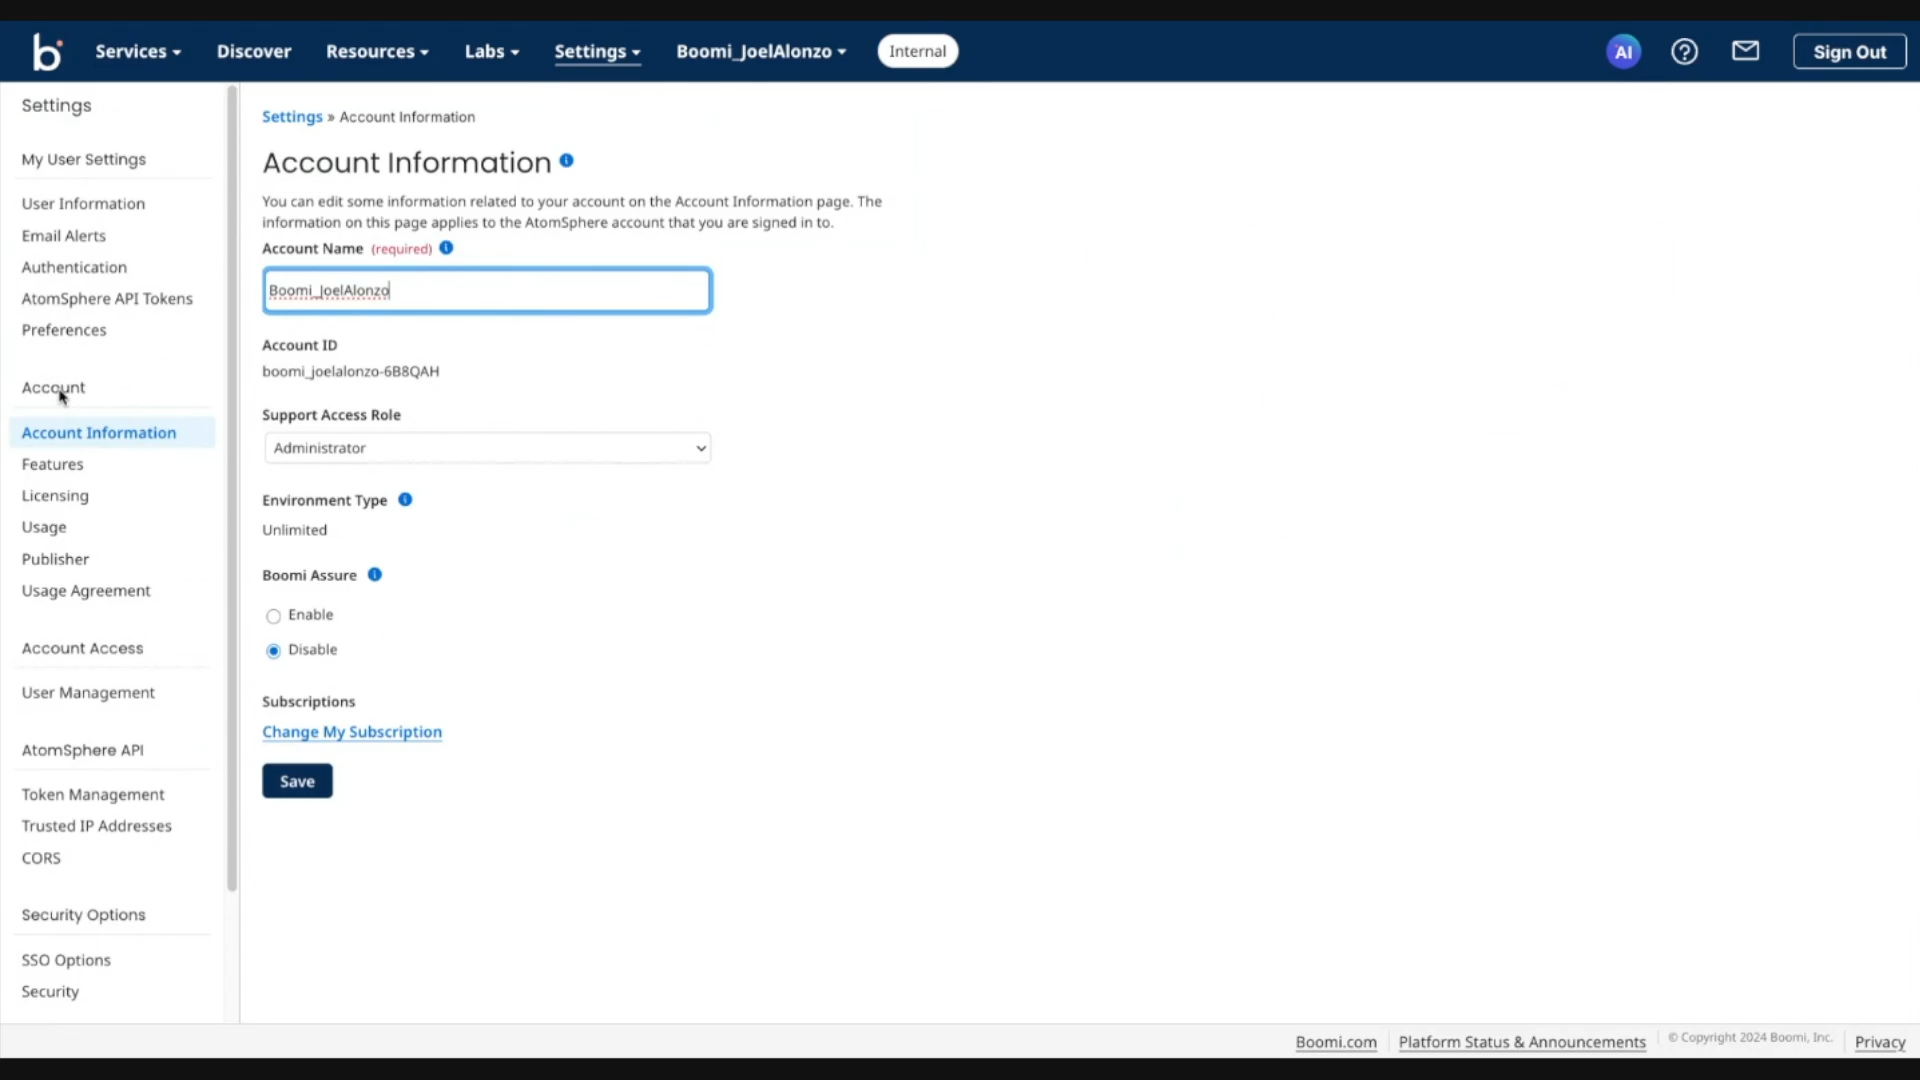 b Services Discover Resources Labs Settings Boomi_JoelAlonzo Internal AI ? Sign Out
Settings
My User Settings
User Information
Email Alerts
Authentication
AtomSphere API Tokens
Preferences
Account
Account Information
Features
Licensing
Usage
Publisher
Usage Agreement
Account Access
User Management
AtomSphere API
Token Management
Trusted IP Addresses
CORS
Security Options
SSO Options
Security
Settings » Account Information
Account Information i
You can edit some information related to your account on the Account Information page. The
information on this page applies to the AtomSphere account that you are signed in to.
Account Name (required) i
Boomi_JoelAlonzo
Account ID
boomi_joelalonzo-6B8QAH
Support Access Role
Administrator
Environment Type i
Unlimited
Boomi Assure i
Enable
Disable
Subscriptions
Change My Subscription
Save
Boomi.com Platform Status & Announcements © Copyright 2024 Boomi, Inc. Privacy